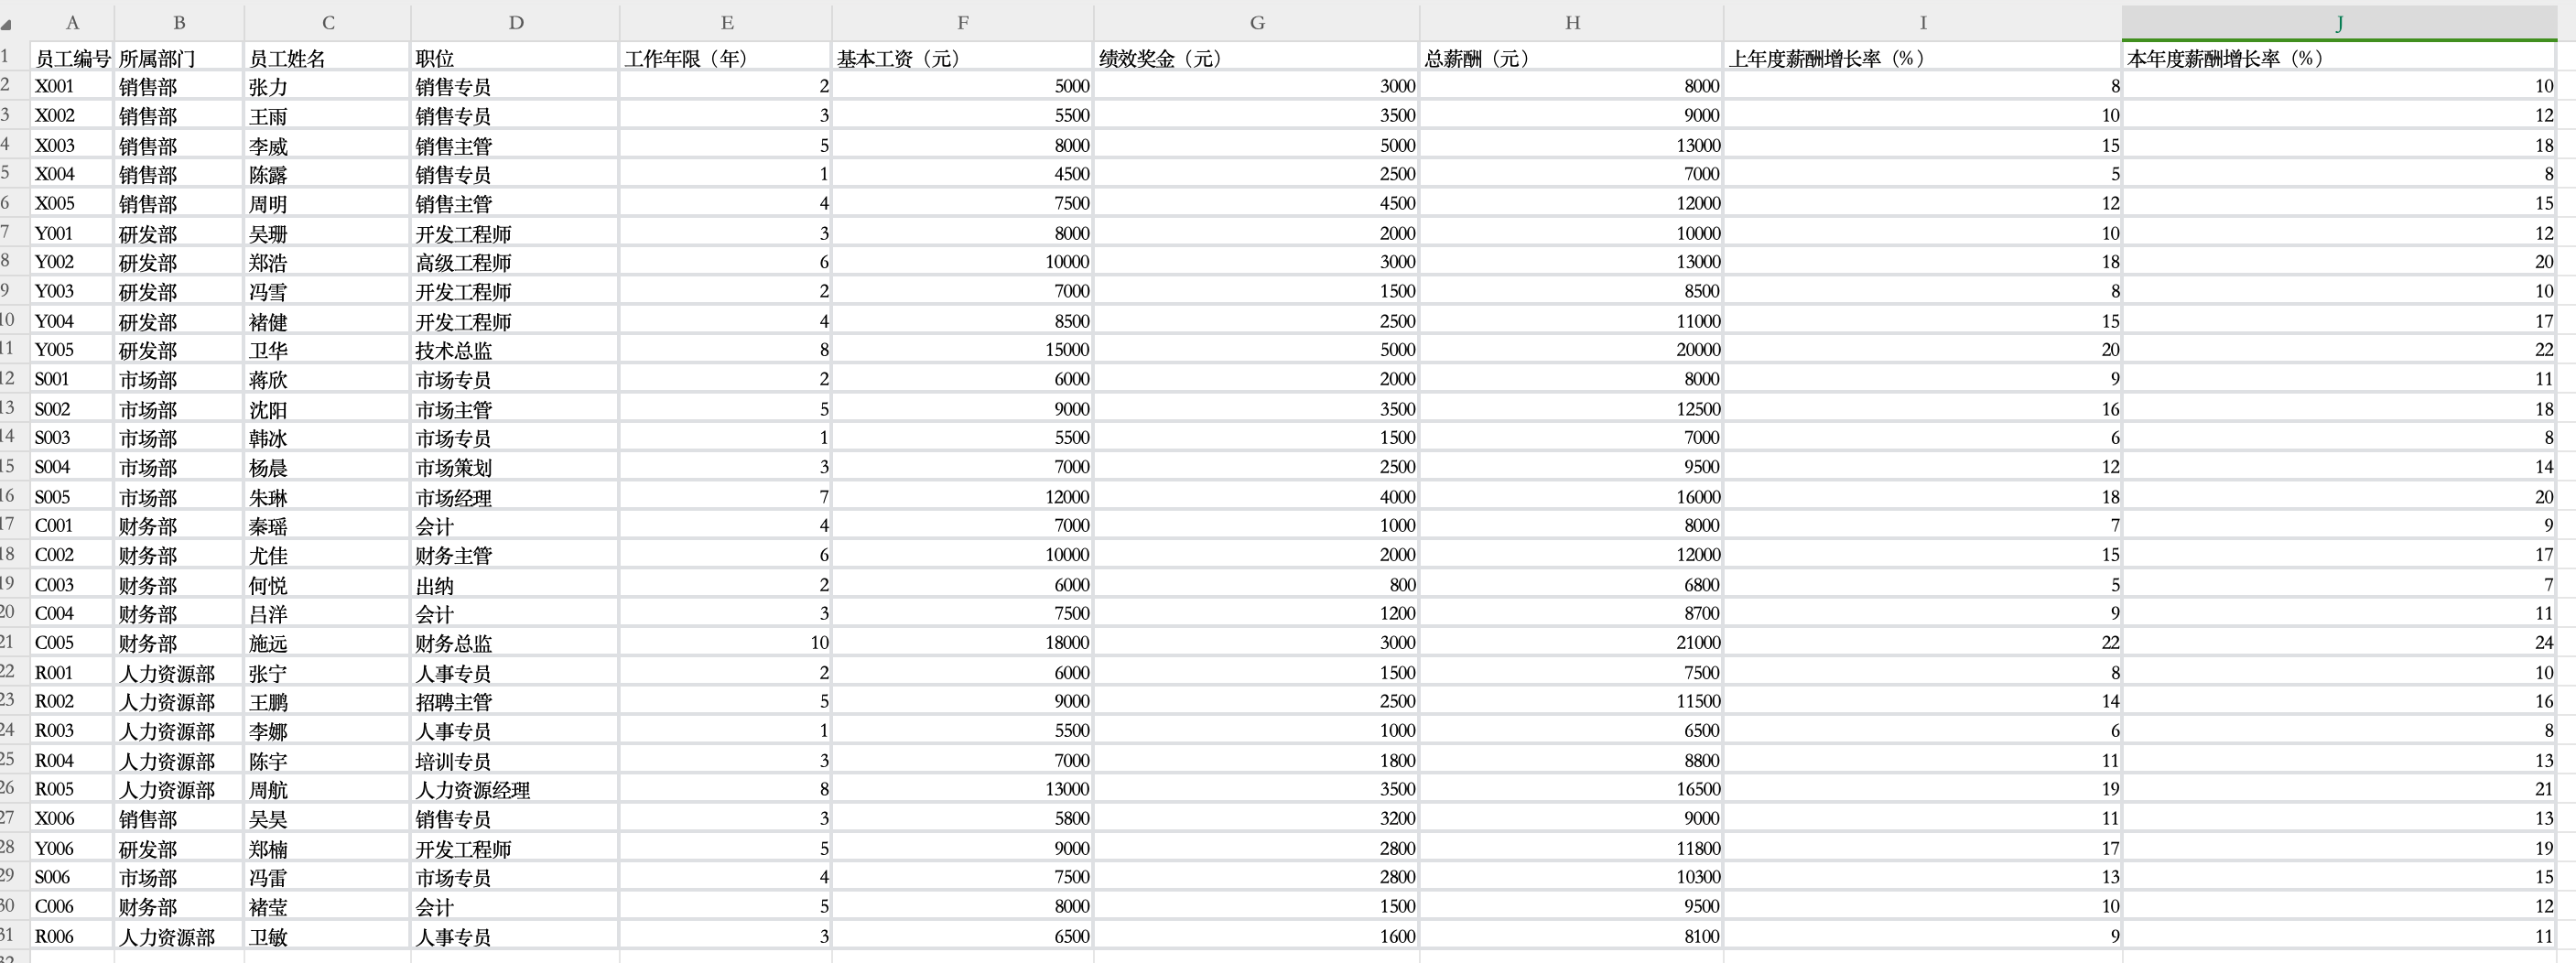 A B C D E F G H I J
1 员工编号 所属部门 员工姓名 职位 工作年限（年） 基本工资（元） 绩效奖金（元） 总薪酬（元） 上年度薪酬增长率（%） 本年度薪酬增长率（%）
2 X001 销售部 张力 销售专员 2 5000 3000 8000 8 10
3 X002 销售部 王雨 销售专员 3 5500 3500 9000 10 12
4 X003 销售部 李威 销售主管 5 8000 5000 13000 15 18
5 X004 销售部 陈露 销售专员 1 4500 2500 7000 5 8
6 X005 销售部 周明 销售主管 4 7500 4500 12000 12 15
7 Y001 研发部 吴珊 开发工程师 3 8000 2000 10000 10 12
8 Y002 研发部 郑浩 高级工程师 6 10000 3000 13000 18 20
9 Y003 研发部 冯雪 开发工程师 2 7000 1500 8500 8 10
10 Y004 研发部 褚健 开发工程师 4 8500 2500 11000 15 17
11 Y005 研发部 卫华 技术总监 8 15000 5000 20000 20 22
12 S001 市场部 蒋欣 市场专员 2 6000 2000 8000 9 11
13 S002 市场部 沈阳 市场主管 5 9000 3500 12500 16 18
14 S003 市场部 韩冰 市场专员 1 5500 1500 7000 6 8
15 S004 市场部 杨晨 市场策划 3 7000 2500 9500 12 14
16 S005 市场部 朱琳 市场经理 7 12000 4000 16000 18 20
17 C001 财务部 秦瑶 会计 4 7000 1000 8000 7 9
18 C002 财务部 尤佳 财务主管 6 10000 2000 12000 15 17
19 C003 财务部 何悦 出纳 2 6000 800 6800 5 7
20 C004 财务部 吕洋 会计 3 7500 1200 8700 9 11
21 C005 财务部 施远 财务总监 10 18000 3000 21000 22 24
22 R001 人力资源部 张宁 人事专员 2 6000 1500 7500 8 10
23 R002 人力资源部 王鹏 招聘主管 5 9000 2500 11500 14 16
24 R003 人力资源部 李娜 人事专员 1 5500 1000 6500 6 8
25 R004 人力资源部 陈宇 培训专员 3 7000 1800 8800 11 13
26 R005 人力资源部 周航 人力资源经理 8 13000 3500 16500 19 21
27 X006 销售部 吴昊 销售专员 3 5800 3200 9000 11 13
28 Y006 研发部 郑楠 开发工程师 5 9000 2800 11800 17 19
29 S006 市场部 冯雷 市场专员 4 7500 2800 10300 13 15
30 C006 财务部 褚莹 会计 5 8000 1500 9500 10 12
31 R006 人力资源部 卫敏 人事专员 3 6500 1600 8100 9 11